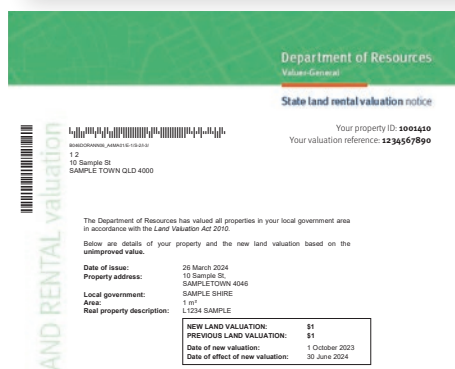 Department of Resources
Valuer-General
State land rental valuation notice
Your property ID: 1001410
Your valuation reference: 1234567890
1 2
10 Sample St
SAMPLE TOWN QLD 4000
AND RENTAL valuation
The Department of Resources has valued all properties in your local government area
in accordance with the Land Valuation Act 2010.
Below are details of your property and the new land valuation based on the
unimproved value.
Date of issue: 26 March 2024
Property address: 10 Sample St,
SAMPLETOWN 4046
Local government: SAMPLE SHIRE
Area: 1 m²
Real property description: L1234 SAMPLE
NEW LAND VALUATION: $1
PREVIOUS LAND VALUATION: $1
Date of new valuation: 1 October 2023
Date of effect of new valuation: 30 June 2024